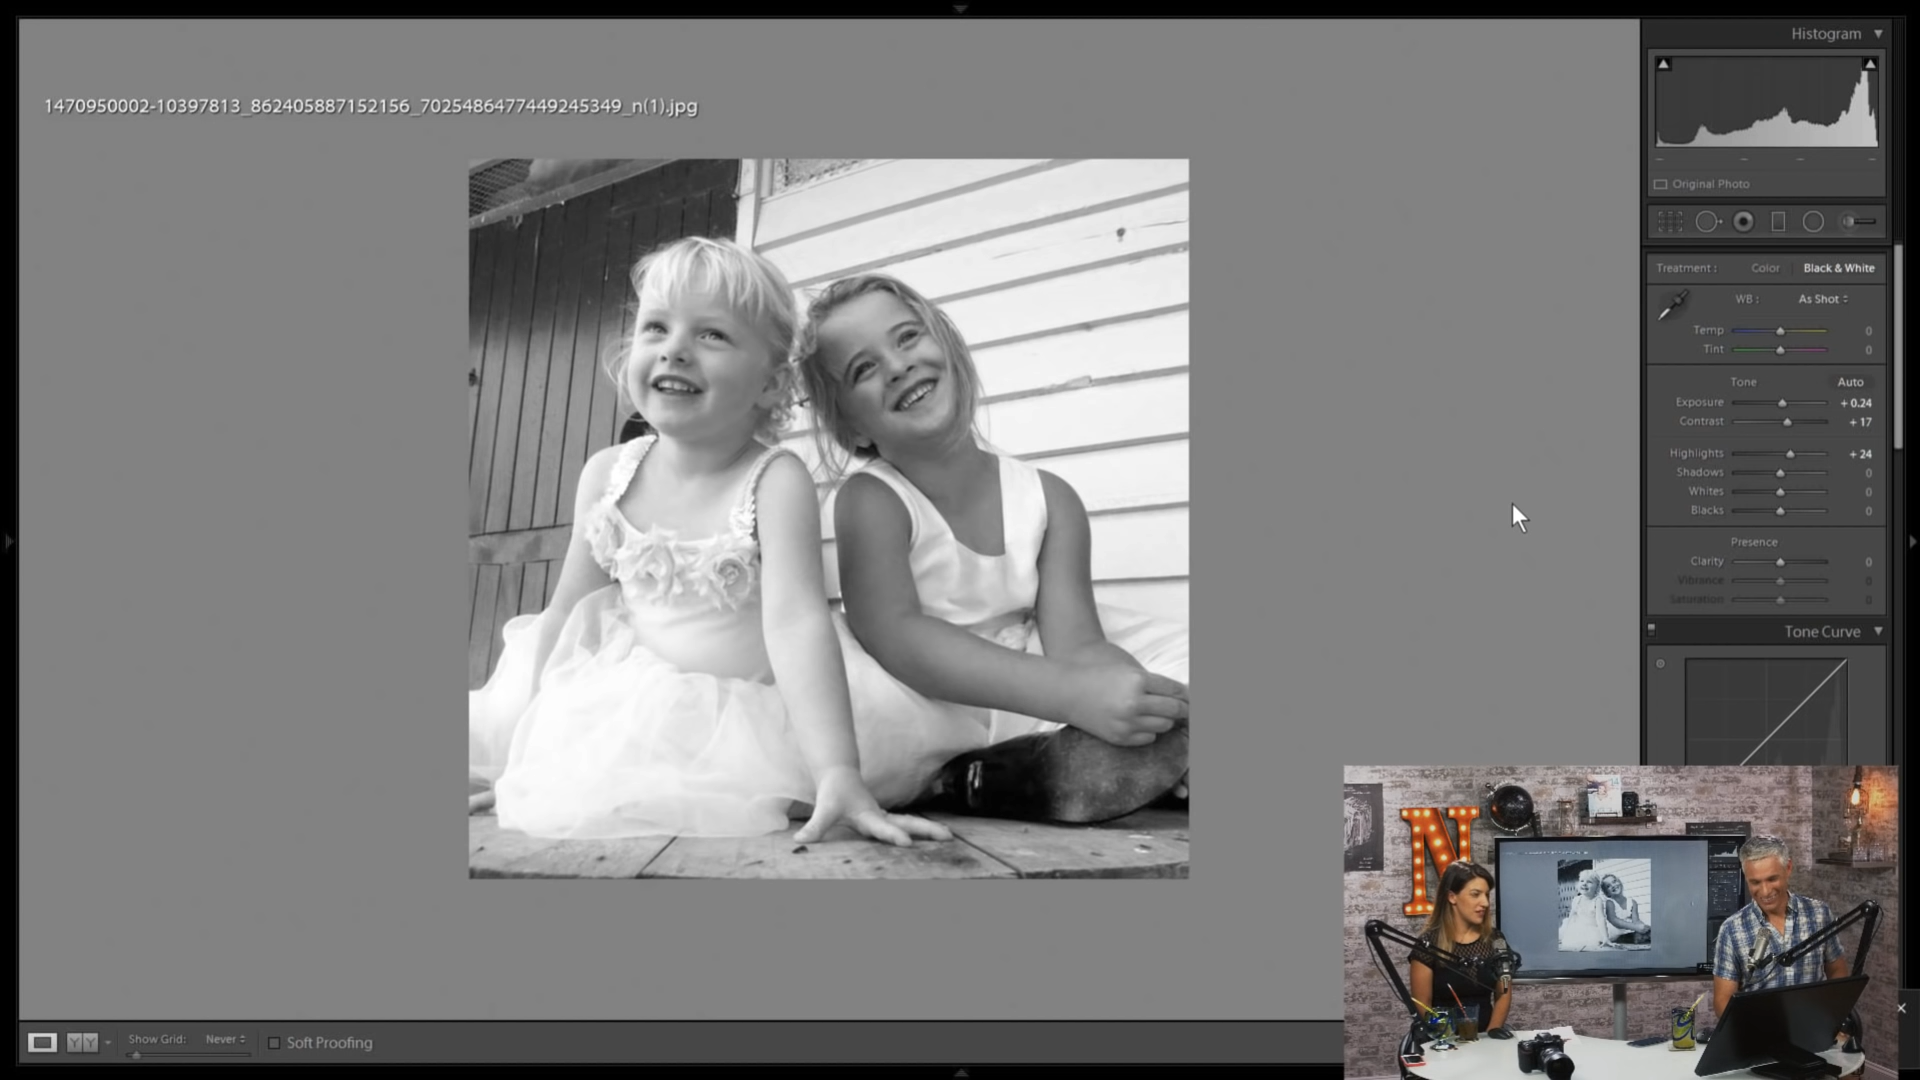 Histogram
1470950002-10397813_862405887152156_7025486477449245349_n(1).jpg
Original Photo
Treatment : Color Black & White
WB : As Shot
Temp 0
Tint 0
Tone Auto
Exposure + 0.24
Contrast + 17
Highlights + 24
Shadows 0
Whites 0
Blacks 0
Presence
Clarity 0
Vibrance 0
Saturation 0
Tone Curve
N
Y Y Show Grid: Never Soft Proofing